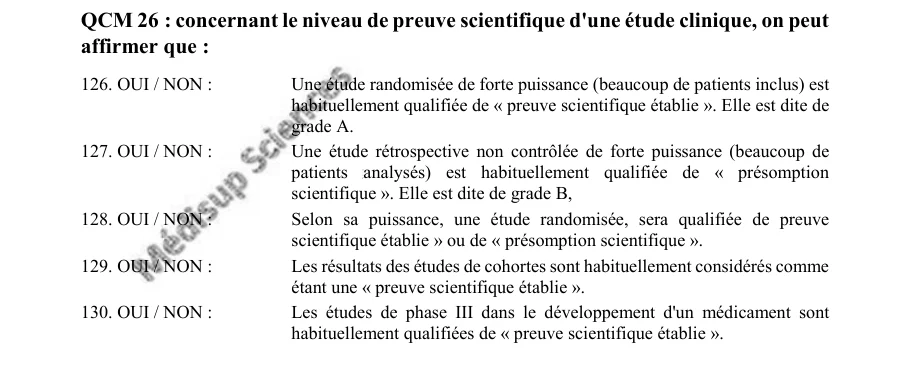 QCM 26 : concernant le niveau de preuve scientifique d'une étude clinique, on peut
affirmer que :
126. OUI / NON : Une étude randomisée de forte puissance (beaucoup de patients inclus) est
habituellement qualifiée de « preuve scientifique établie ». Elle est dite de
grade A.
127. OUI / NON : Une étude rétrospective non contrôlée de forte puissance (beaucoup de
patients analysés) est habituellement qualifiée de « présomption
scientifique ». Elle est dite de grade B,
128. OUI / NON : Selon sa puissance, une étude randomisée, sera qualifiée de preuve
scientifique établie » ou de « présomption scientifique ».
129. OUI / NON : Les résultats des études de cohortes sont habituellement considérés comme
étant une « preuve scientifique établie ».
130. OUI / NON : Les études de phase III dans le développement d'un médicament sont
habituellement qualifiées de « preuve scientifique établie ».
Médisup Sciences